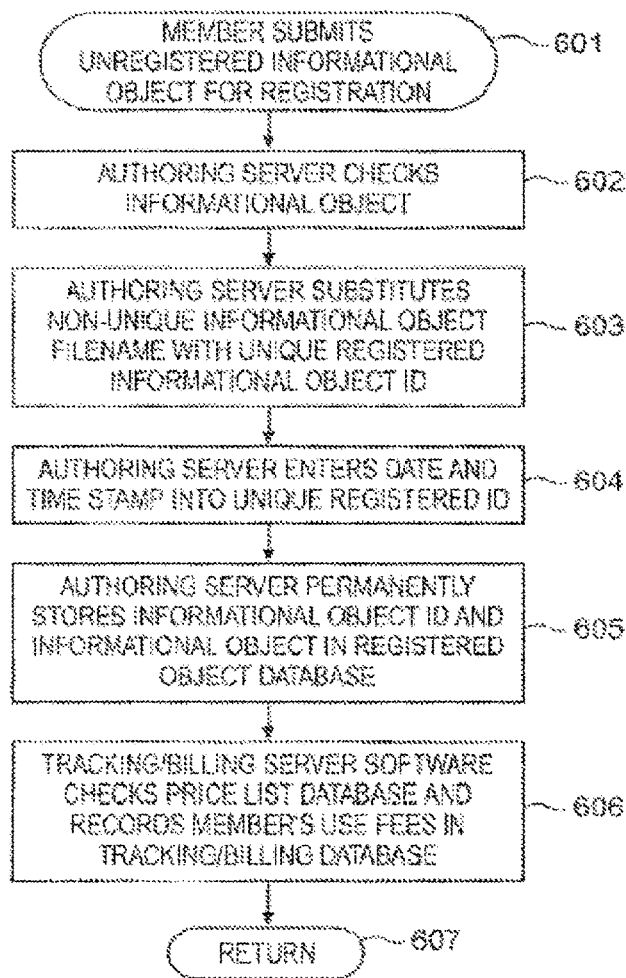 MEMBER SUBMITS
UNREGISTERED INFORMATIONAL
OBJECT FOR REGISTRATION
601
AUTHORING SERVER CHECKS
INFORMATIONAL OBJECT
602
AUTHORING SERVER SUBSTITUTES
NON-UNIQUE INFORMATIONAL OBJECT
FILENAME WITH UNIQUE REGISTERED
INFORMATIONAL OBJECT ID
603
AUTHORING SERVER ENTERS DATE AND
TIME STAMP INTO UNIQUE REGISTERED ID
604
AUTHORING SERVER PERMANENTLY
STORES INFORMATIONAL OBJECT ID AND
INFORMATIONAL OBJECT IN REGISTERED
OBJECT DATABASE
605
TRACKING/BILLING SERVER SOFTWARE
CHECKS PRICE LIST DATABASE AND
RECORDS MEMBER'S USE FEES IN
TRACKING/BILLING DATABASE
606
RETURN
607